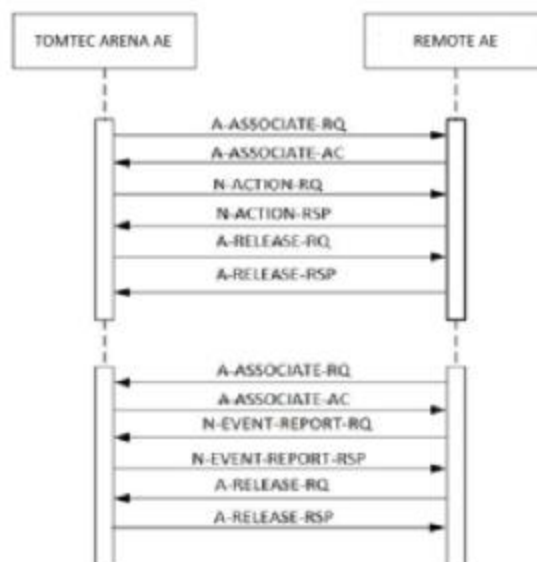 TOMTEC ARENA AE
REMOTE AE
A-ASSOCIATE-RQ
A-ASSOCIATE-AC
N-ACTION-RQ
N-ACTION-RSP
A-RELEASE-RQ
A-RELEASE-RSP
A-ASSOCIATE-RQ
A-ASSOCIATE-AC
N-EVENT-REPORT-RQ
N-EVENT-REPORT-RSP
A-RELEASE-RQ
A-RELEASE-RSP